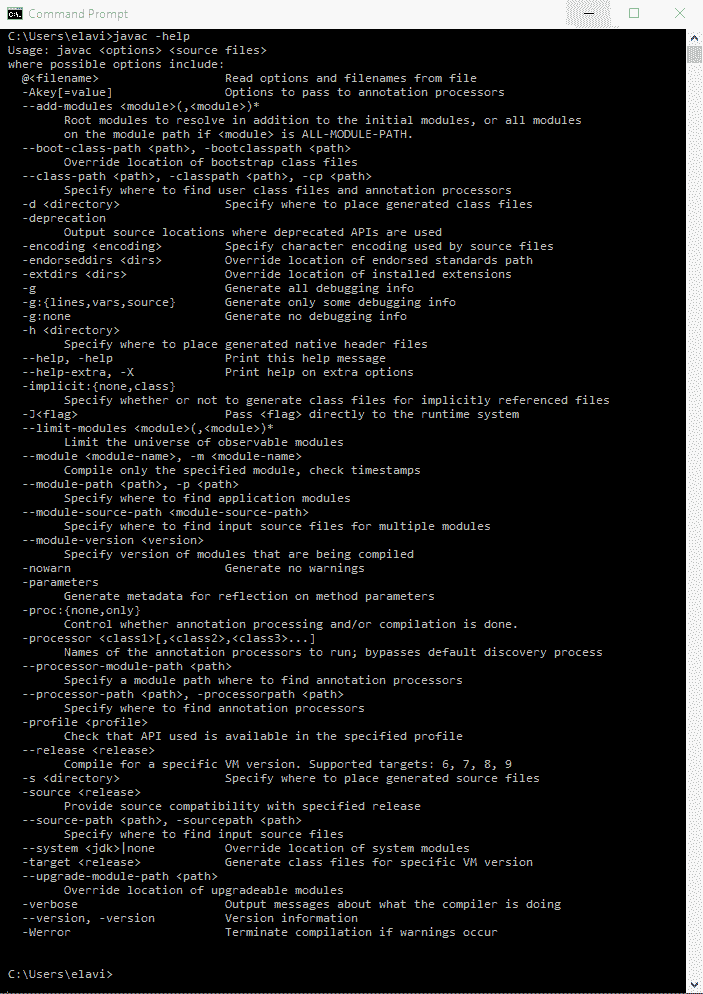 Command Prompt
C:\Users\elavi>javac -help
Usage: javac <options> <source files>
where possible options include:
  @<filename>                  Read options and filenames from file
  -Akey[=value]                Options to pass to annotation processors
  --add-modules <module>(,<module>)*
        Root modules to resolve in addition to the initial modules, or all modules
        on the module path if <module> is ALL-MODULE-PATH.
  --boot-class-path <path>, -bootclasspath <path>
        Override location of bootstrap class files
  --class-path <path>, -classpath <path>, -cp <path>
        Specify where to find user class files and annotation processors
  -d <directory>               Specify where to place generated class files
  -deprecation
        Output source locations where deprecated APIs are used
  -encoding <encoding>         Specify character encoding used by source files
  -endorseddirs <dirs>         Override location of endorsed standards path
  -extdirs <dirs>              Override location of installed extensions
  -g                           Generate all debugging info
  -g:{lines,vars,source}       Generate only some debugging info
  -g:none                      Generate no debugging info
  -h <directory>
        Specify where to place generated native header files
  --help, -help                Print this help message
  --help-extra, -X             Print help on extra options
  -implicit:{none,class}
        Specify whether or not to generate class files for implicitly referenced files
  -J<flag>                     Pass <flag> directly to the runtime system
  --limit-modules <module>(,<module>)*
        Limit the universe of observable modules
  --module <module-name>, -m <module-name>
        Compile only the specified module, check timestamps
  --module-path <path>, -p <path>
        Specify where to find application modules
  --module-source-path <module-source-path>
        Specify where to find input source files for multiple modules
  --module-version <version>
        Specify version of modules that are being compiled
  -nowarn                      Generate no warnings
  -parameters
        Generate metadata for reflection on method parameters
  -proc:{none,only}
        Control whether annotation processing and/or compilation is done.
  -processor <class1>[,<class2>,<class3>...]
        Names of the annotation processors to run; bypasses default discovery process
  --processor-module-path <path>
        Specify a module path where to find annotation processors
  --processor-path <path>, -processorpath <path>
        Specify where to find annotation processors
  -profile <profile>
        Check that API used is available in the specified profile
  --release <release>
        Compile for a specific VM version. Supported targets: 6, 7, 8, 9
  -s <directory>               Specify where to place generated source files
  -source <release>
        Provide source compatibility with specified release
  --source-path <path>, -sourcepath <path>
        Specify where to find input source files
  --system <jdk>|none          Override location of system modules
  -target <release>            Generate class files for specific VM version
  --upgrade-module-path <path>
        Override location of upgradeable modules
  -verbose                     Output messages about what the compiler is doing
  --version, -version          Version information
  -Werror                      Terminate compilation if warnings occur
C:\Users\elavi>